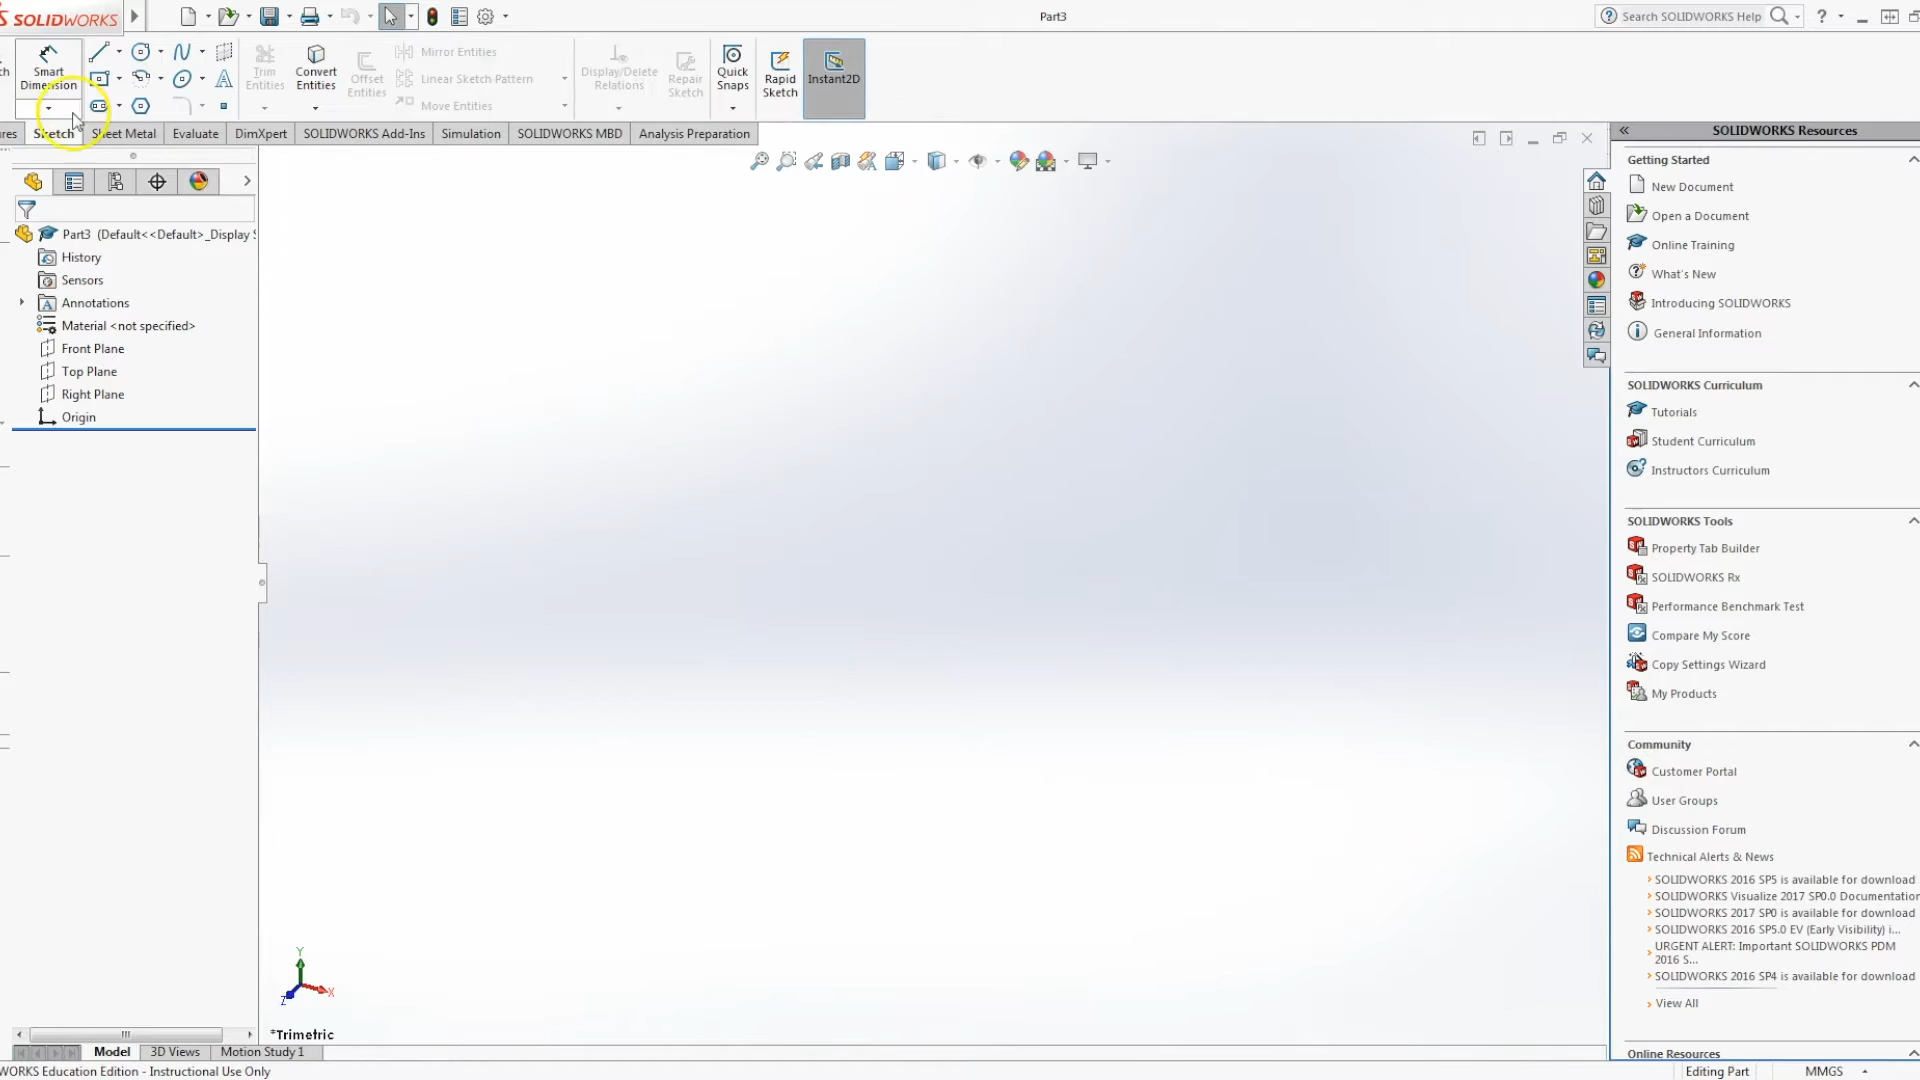 SOLIDWORKS
Part3
Search SOLIDWORKS Help
?
ch
Smart Dimension
Trim Entities
Convert Entities
Offset Entities
Mirror Entities
Linear Sketch Pattern
Move Entities
Display/Delete Relations
Repair Sketch
Quick Snaps
Rapid Sketch
Instant2D
res
Sketch
Sheet Metal
Evaluate
DimXpert
SOLIDWORKS Add-Ins
Simulation
SOLIDWORKS MBD
Analysis Preparation
Part3 (Default<<Default>_Display S
History
Sensors
Annotations
Material <not specified>
Front Plane
Top Plane
Right Plane
Origin
Y
X
Z
*Trimetric
Model
3D Views
Motion Study 1
WORKS Education Edition - Instructional Use Only
Editing Part
MMGS
SOLIDWORKS Resources
Getting Started
New Document
Open a Document
Online Training
What's New
Introducing SOLIDWORKS
General Information
SOLIDWORKS Curriculum
Tutorials
Student Curriculum
Instructors Curriculum
SOLIDWORKS Tools
Property Tab Builder
SOLIDWORKS Rx
Performance Benchmark Test
Compare My Score
Copy Settings Wizard
My Products
Community
Customer Portal
User Groups
Discussion Forum
Technical Alerts & News
SOLIDWORKS 2016 SP5 is available for download
SOLIDWORKS Visualize 2017 SP0.0 Documentation
SOLIDWORKS 2017 SP0 is available for download
SOLIDWORKS 2016 SP5.0 EV (Early Visibility) i...
URGENT ALERT: Important SOLIDWORKS PDM
2016 S...
SOLIDWORKS 2016 SP4 is available for download
View All
Online Resources